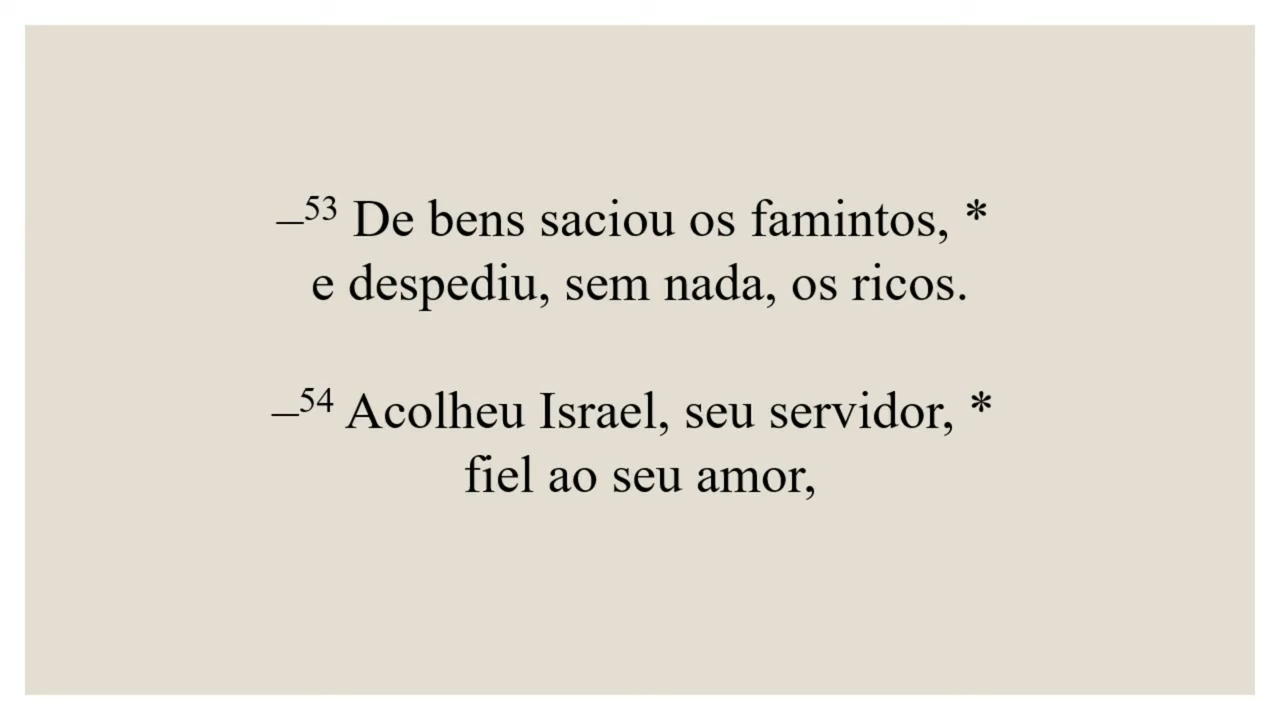 –53 De bens saciou os famintos, *
e despediu, sem nada, os ricos.
–54 Acolheu Israel, seu servidor, *
fiel ao seu amor,